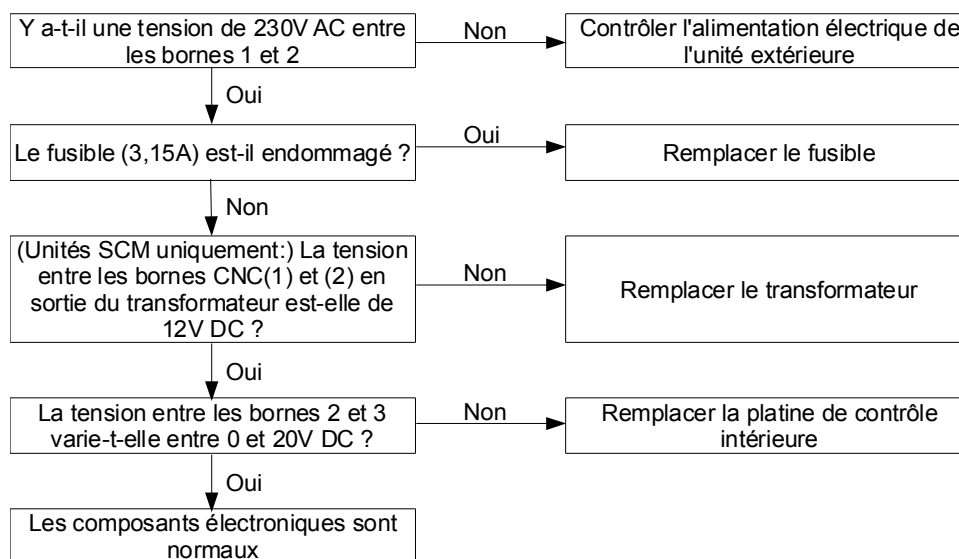 Y a-t-il une tension de 230V AC entre
les bornes 1 et 2
Non
Contrôler l'alimentation électrique de
l'unité extérieure
Oui
Le fusible (3,15A) est-il endommagé ?
Oui
Remplacer le fusible
Non
(Unités SCM uniquement:) La tension
entre les bornes CNC(1) et (2) en
sortie du transformateur est-elle de
12V DC ?
Non
Remplacer le transformateur
Oui
La tension entre les bornes 2 et 3
varie-t-elle entre 0 et 20V DC ?
Non
Remplacer la platine de contrôle
intérieure
Oui
Les composants électroniques sont
normaux